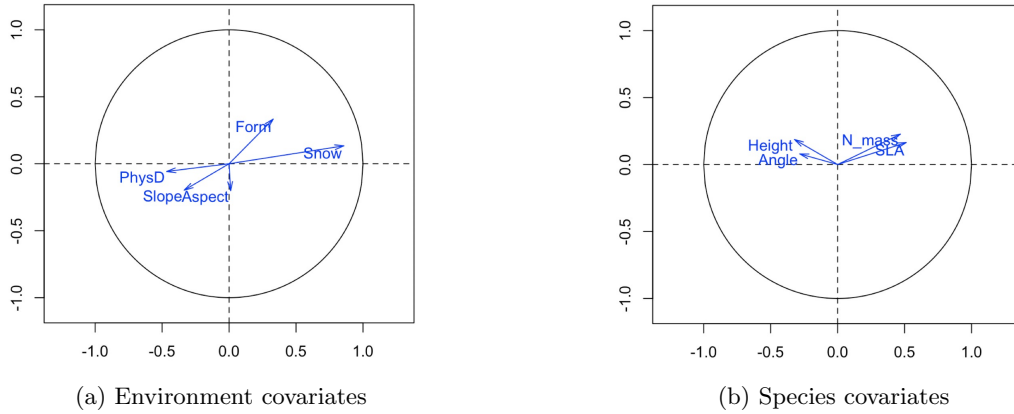 1.0
1.0
0.5
0.5
Form
N_mass
Snow
Height
SLA
0.0
0.0
Angle
PhysD
SlopeAspect
-0.5
-0.5
-1.0
-1.0
-1.0 -0.5 0.0 0.5 1.0
-1.0 -0.5 0.0 0.5 1.0
(a) Environment covariates
(b) Species covariates